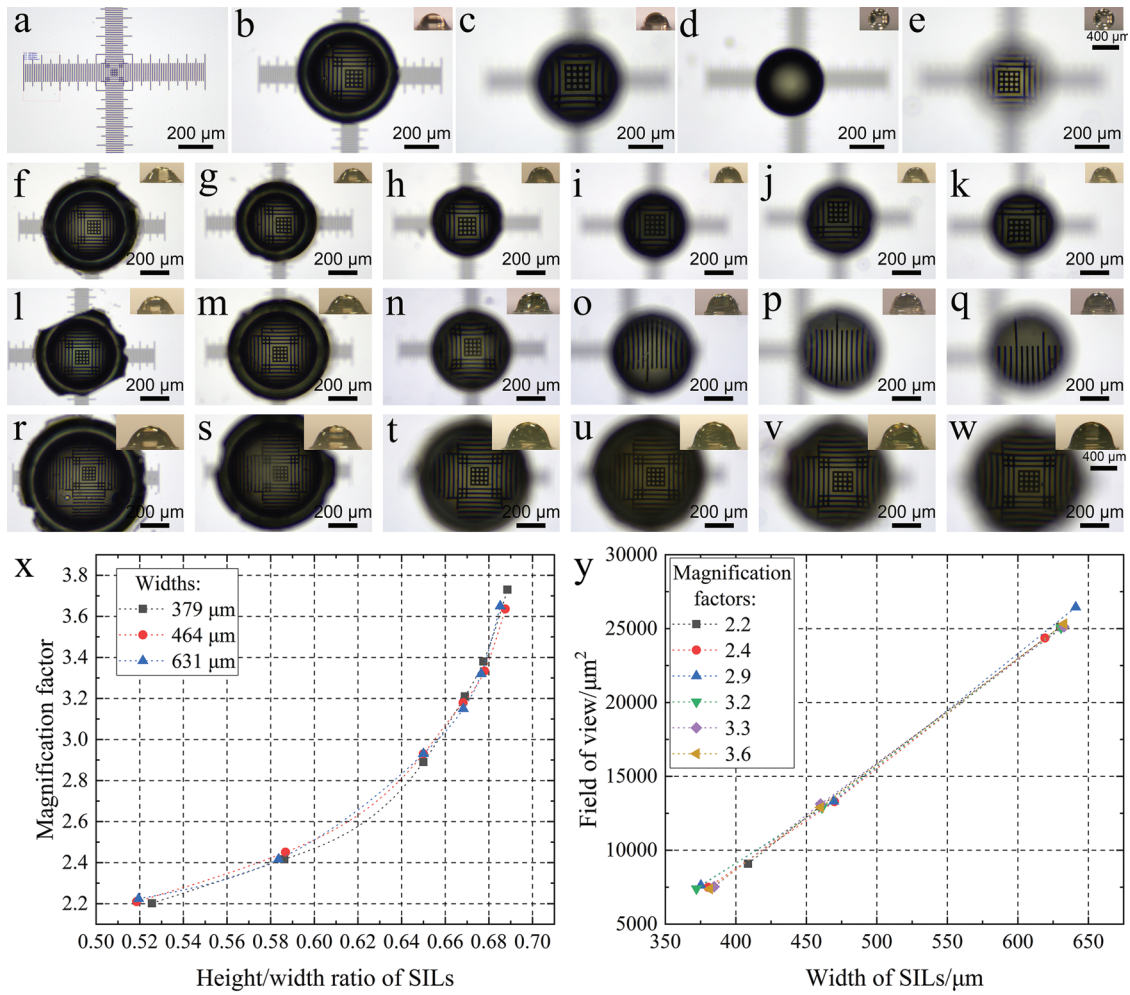 a
b
c
d
e
400 μm
200 μm
200 μm
200 μm
200 μm
200 μm
f
g
h
i
j
k
200 μm
200 μm
200 μm
200 μm
200 μm
200 μm
l
m
n
o
p
q
200 μm
200 μm
200 μm
200 μm
200 μm
200 μm
r
s
t
u
v
w
400 μm
200 μm
200 μm
200 μm
200 μm
200 μm
200 μm
x
Magnification factor
3.8
3.6
3.4
3.2
3.0
2.8
2.6
2.4
2.2
Widths:
379 μm
464 μm
631 μm
0.50 0.52 0.54 0.56 0.58 0.60 0.62 0.64 0.66 0.68 0.70
Height/width ratio of SILs
y
Field of view/μm²
30000
25000
20000
15000
10000
5000
Magnification
factors:
2.2
2.4
2.9
3.2
3.3
3.6
350 400 450 500 550 600 650
Width of SILs/μm